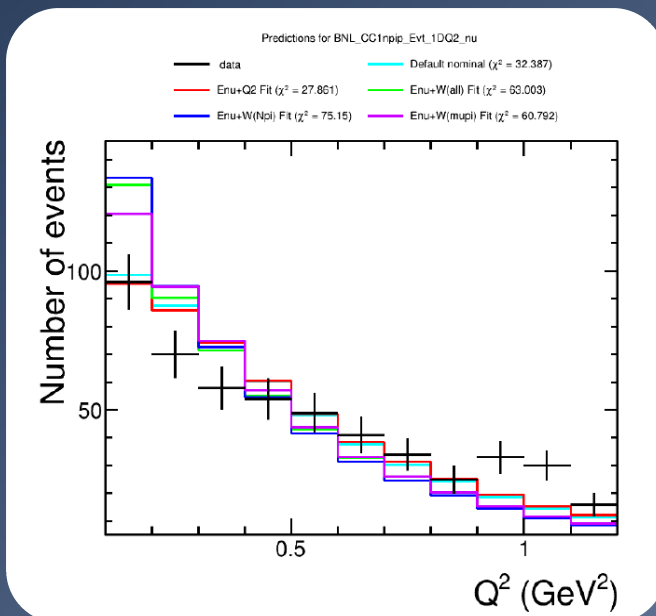 Predictions for BNL_CC1npip_Evt_1DQ2_nu
data
Default nominal (χ² = 32.387)
Enu+Q2 Fit (χ² = 27.861)
Enu+W(all) Fit (χ² = 63.003)
Enu+W(Npi) Fit (χ² = 75.15)
Enu+W(mupi) Fit (χ² = 60.792)
Number of events
100
50
0.5
1
Q² (GeV²)